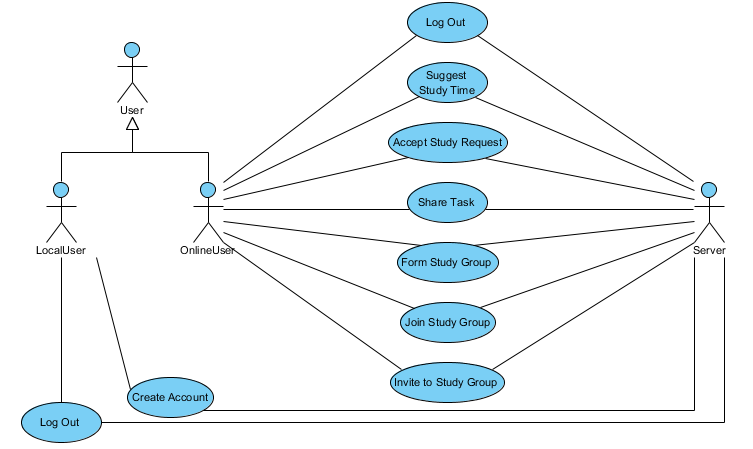 Log Out
Suggest
Study Time
User
Accept Study Request
Share Task
LocalUser
OnlineUser
Server
Form Study Group
Join Study Group
Invite to Study Group
Create Account
Log Out